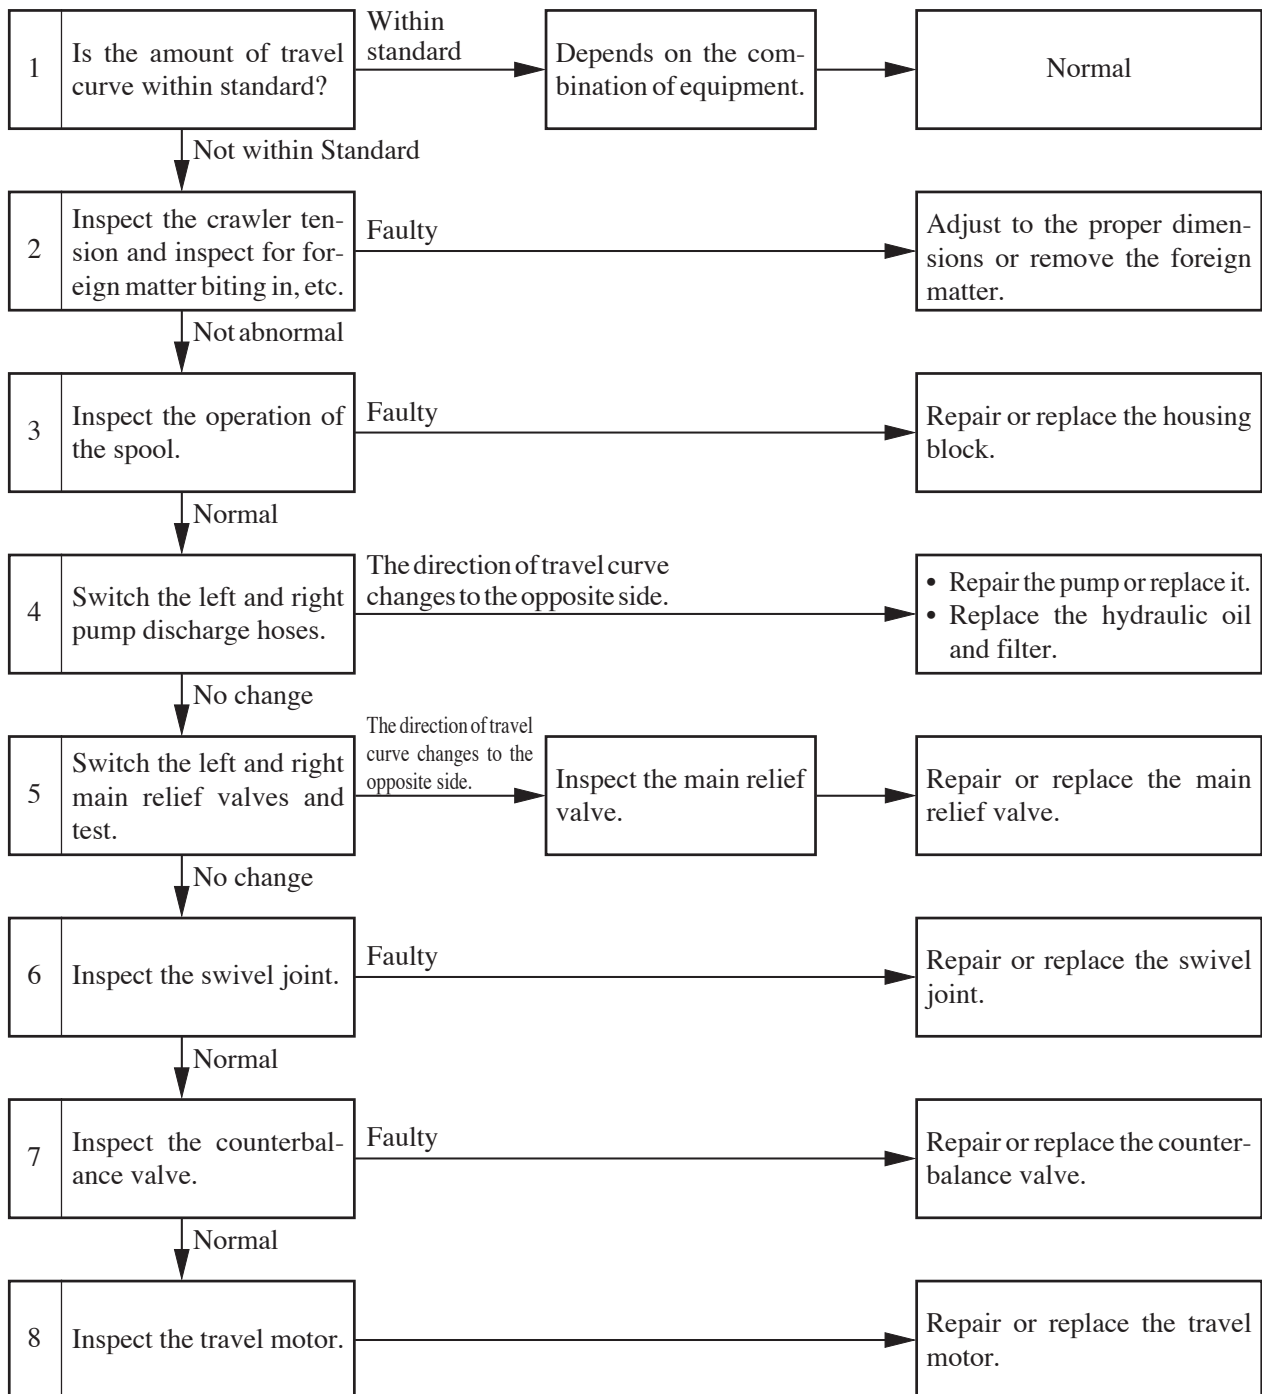 1
Is the amount of travel
curve within standard?
Within
standard
Depends on the com-
bination of equipment.
Normal
Not within Standard
2
Inspect the crawler ten-
sion and inspect for for-
eign matter biting in, etc.
Faulty
Adjust to the proper dimen-
sions or remove the foreign
matter.
Not abnormal
3
Inspect the operation of
the spool.
Faulty
Repair or replace the housing
block.
Normal
4
Switch the left and right
pump discharge hoses.
The direction of travel curve
changes to the opposite side.
• Repair the pump or replace it.
• Replace the hydraulic oil
and filter.
No change
5
Switch the left and right
main relief valves and
test.
The direction of travel
curve changes to the
opposite side.
Inspect the main relief
valve.
Repair or replace the main
relief valve.
No change
6
Inspect the swivel joint.
Faulty
Repair or replace the swivel
joint.
Normal
7
Inspect the counterbal-
ance valve.
Faulty
Repair or replace the counter-
balance valve.
Normal
8
Inspect the travel motor.
Repair or replace the travel
motor.